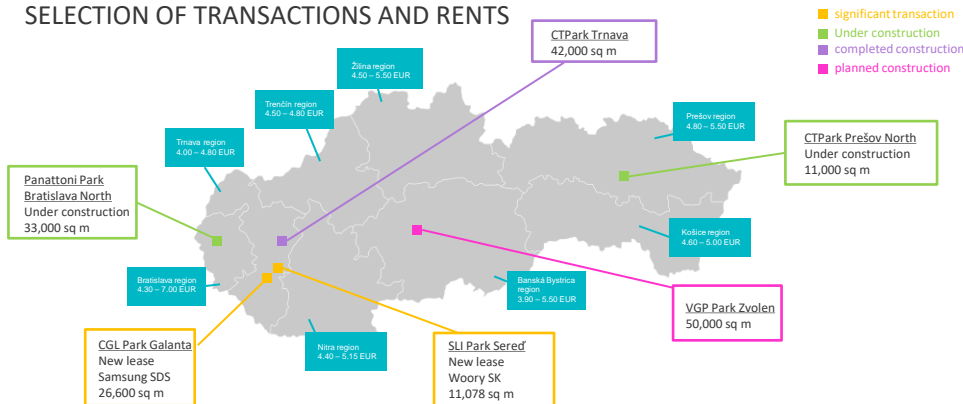 SELECTION OF TRANSACTIONS AND RENTS
significant transaction
Under construction
completed construction
planned construction
CTPark Trnava
42,000 sq m
Žilina region
4.50 – 5.50 EUR
Trenčín region
4.50 – 4.80 EUR
Prešov region
4.80 – 5.50 EUR
Trnava region
4.00 – 4.80 EUR
CTPark Prešov North
Under construction
11,000 sq m
Panattoni Park
Bratislava North
Under construction
33,000 sq m
Košice region
4.60 – 5.00 EUR
Bratislava region
4.30 – 7.00 EUR
Banská Bystrica
region
3.90 – 5.50 EUR
VGP Park Zvolen
50,000 sq m
CGL Park Galanta
New lease
Samsung SDS
26,600 sq m
Nitra region
4.40 – 5.15 EUR
SLI Park Sereď
New lease
Woory SK
11,078 sq m